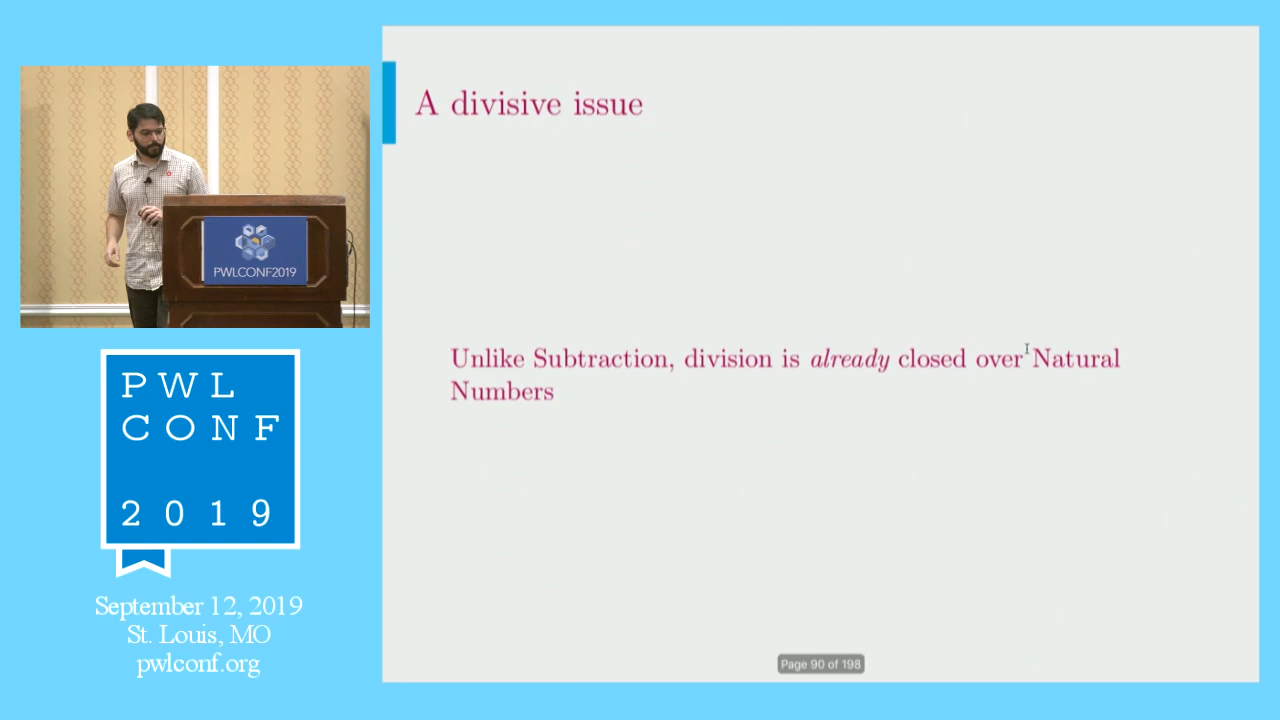 A divisive issue
Unlike Subtraction, division is already closed over Natural
Numbers
Page 90 of 198
PWLCONF2019
PWL
CONF
2019
September 12, 2019
St. Louis, MO
pwlconf.org